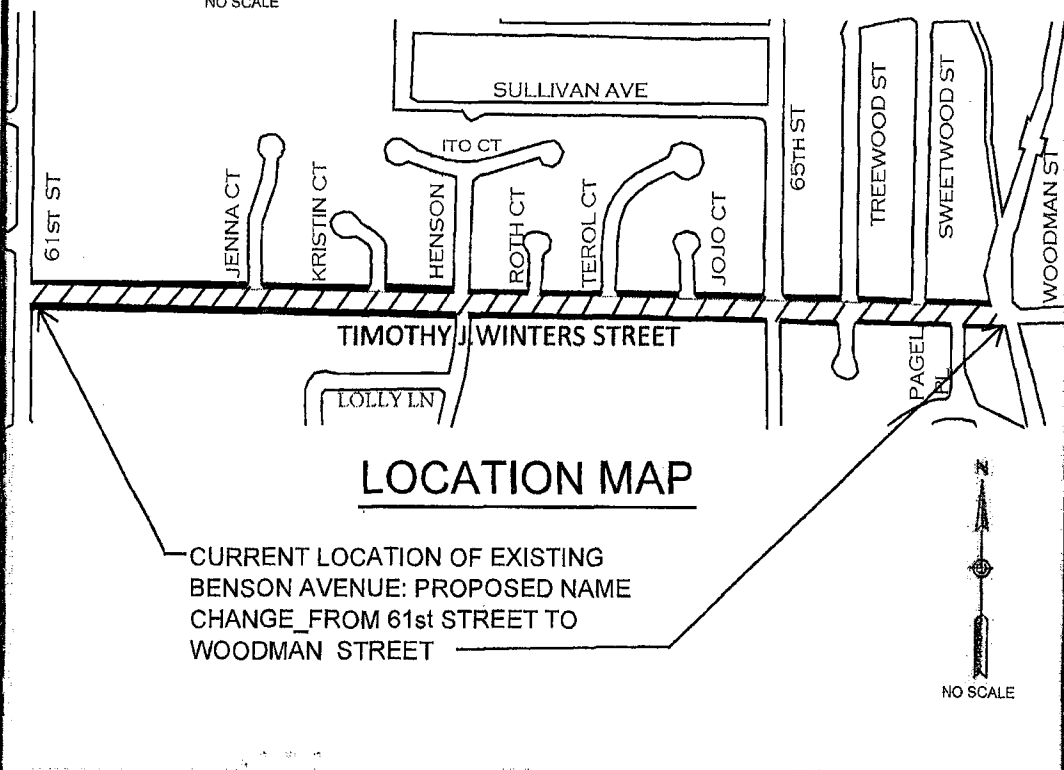 NO SCALE
SULLIVAN AVE
ITO CT
61ST ST
JENNA CT
KRISTIN CT
HENSON
ROTH CT
TEROL CT
JOJO CT
65TH ST
TREEWOOD ST
SWEETWOOD ST
WOODMAN ST
TIMOTHY J.WINTERS STREET
LOLLY LN
PAGEL
PL
LOCATION MAP
CURRENT LOCATION OF EXISTING
BENSON AVENUE: PROPOSED NAME
CHANGE_FROM 61st STREET TO
WOODMAN STREET
N
NO SCALE